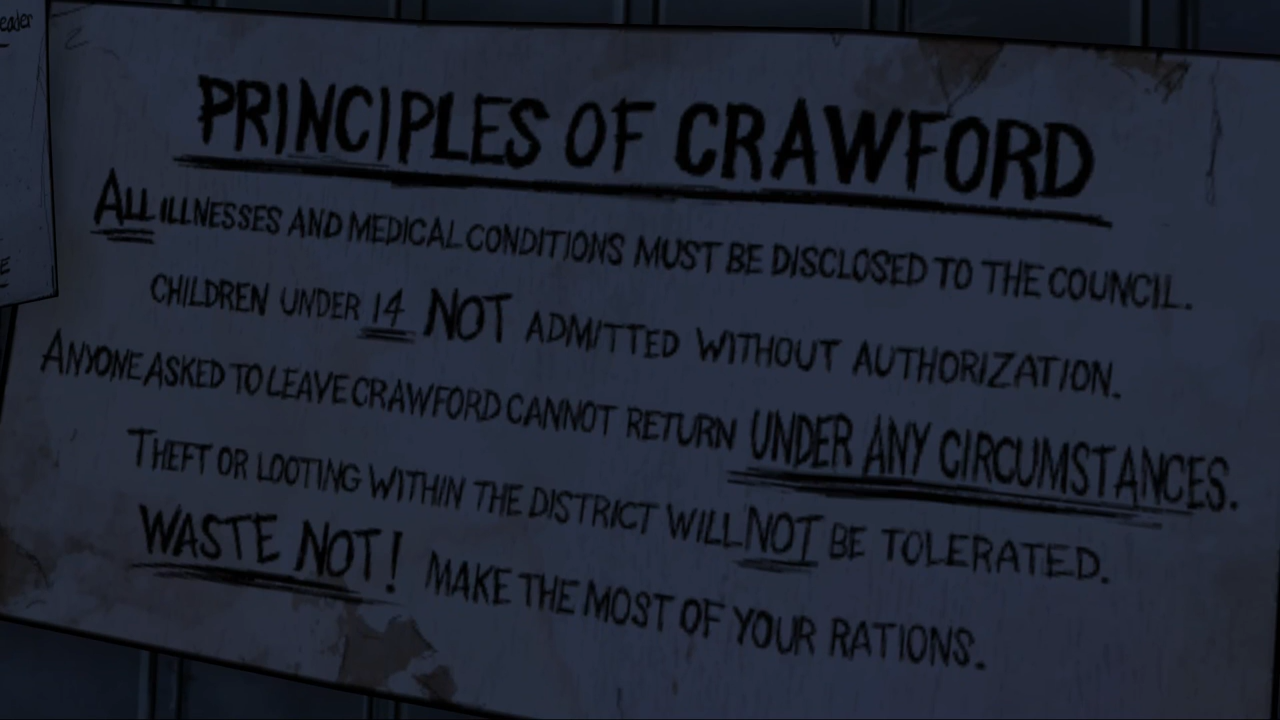 eader
E
PRINCIPLES OF CRAWFORD
ALL ILLNESSES AND MEDICAL CONDITIONS MUST BE DISCLOSED TO THE COUNCIL.
CHILDREN UNDER 14 NOT ADMITTED WITHOUT AUTHORIZATION.
ANYONE ASKED TO LEAVE CRAWFORD CANNOT RETURN UNDER ANY CIRCUMSTANCES.
THEFT OR LOOTING WITHIN THE DISTRICT WILL NOT BE TOLERATED.
WASTE NOT! MAKE THE MOST OF YOUR RATIONS.